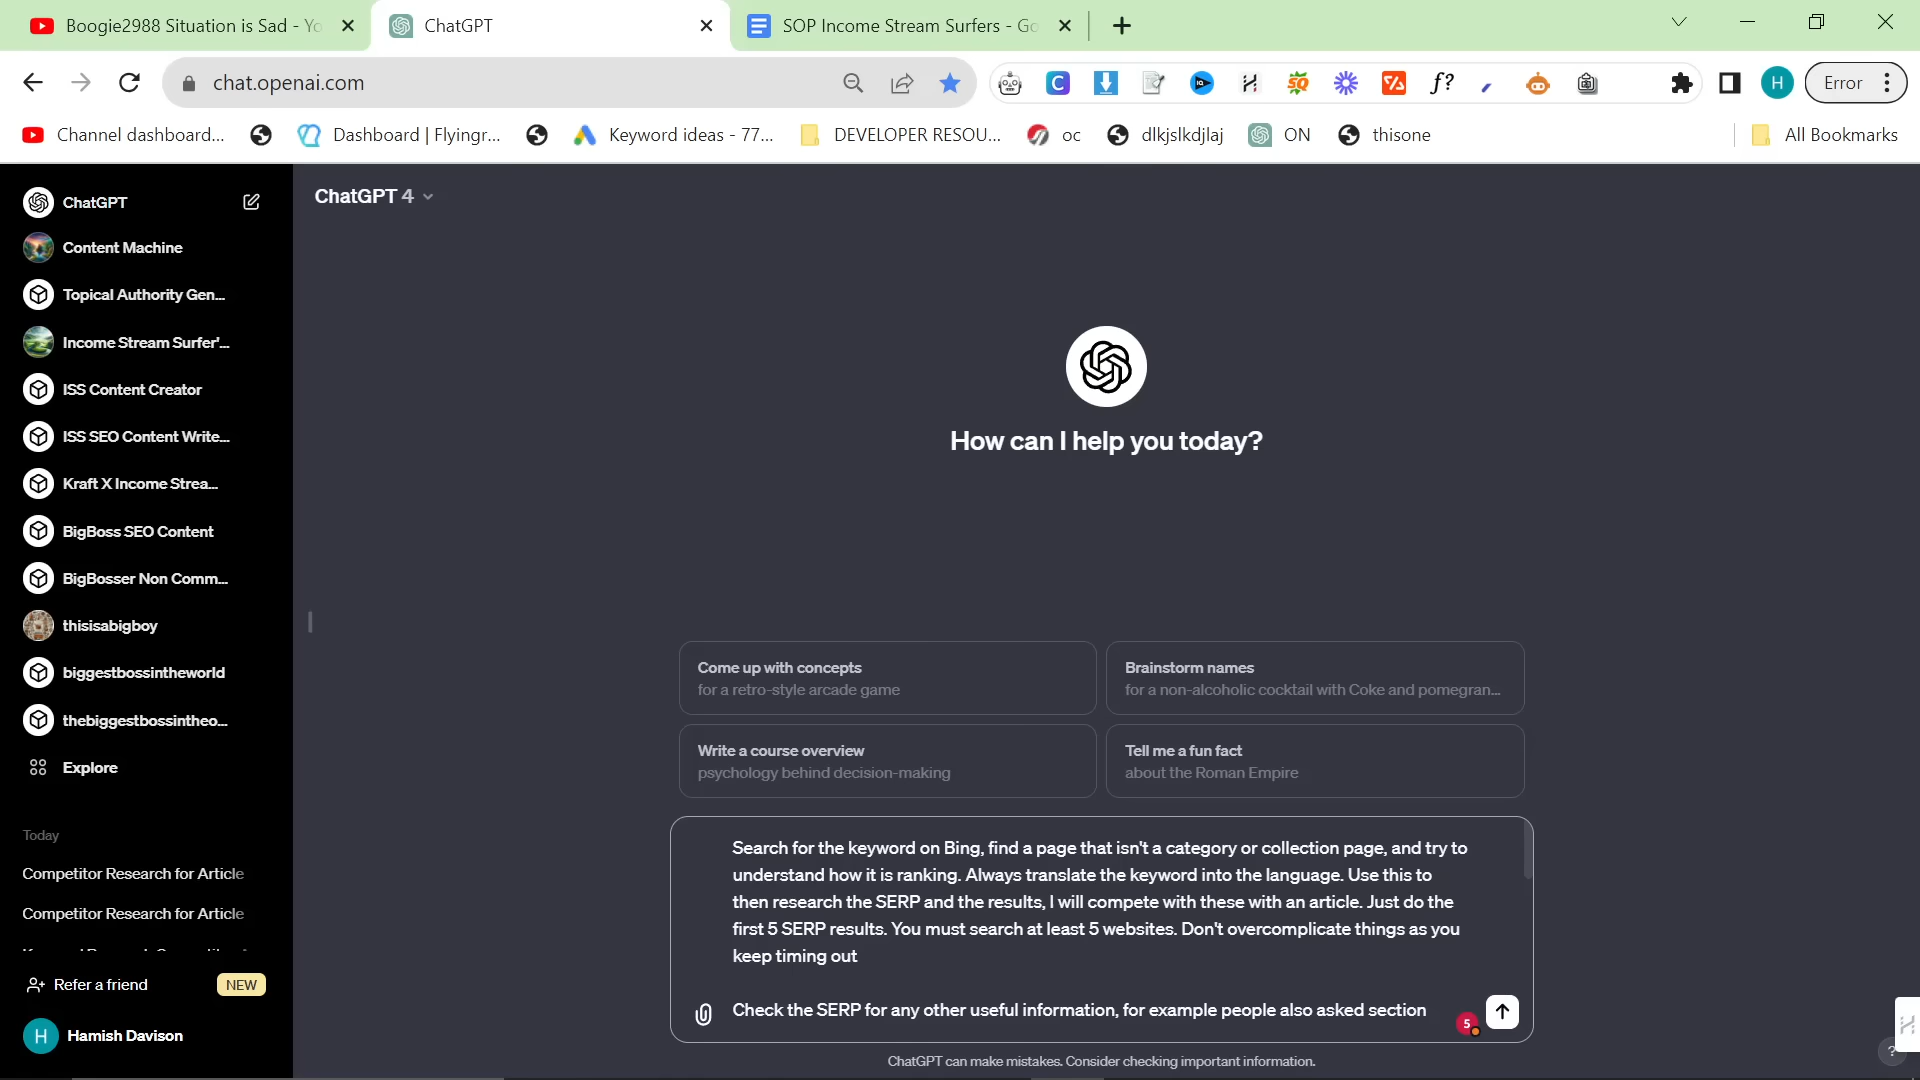 Boogie2988 Situation is Sad - Yo
ChatGPT
SOP Income Stream Surfers - Go
chat.openai.com
Error
Channel dashboard...
Dashboard | Flyingr...
Keyword ideas - 77...
DEVELOPER RESOU...
oc
dlkjslkdjlaj
ON
thisone
All Bookmarks
ChatGPT
Content Machine
Topical Authority Gen...
Income Stream Surfer'...
ISS Content Creator
ISS SEO Content Write...
Kraft X Income Strea...
BigBoss SEO Content
BigBosser Non Comm...
thisisabigboy
biggestbossintheworld
thebiggestbossintheo...
Explore
Today
Competitor Research for Article
Competitor Research for Article
Refer a friend
NEW
H
Hamish Davison
ChatGPT 4
How can I help you today?
Come up with concepts
for a retro-style arcade game
Brainstorm names
for a non-alcoholic cocktail with Coke and pomegran...
Write a course overview
psychology behind decision-making
Tell me a fun fact
about the Roman Empire
Search for the keyword on Bing, find a page that isn't a category or collection page, and try to
understand how it is ranking. Always translate the keyword into the language. Use this to
then research the SERP and the results, I will compete with these with an article. Just do the
first 5 SERP results. You must search at least 5 websites. Don't overcomplicate things as you
keep timing out
Check the SERP for any other useful information, for example people also asked section
5
ChatGPT can make mistakes. Consider checking important information.
?